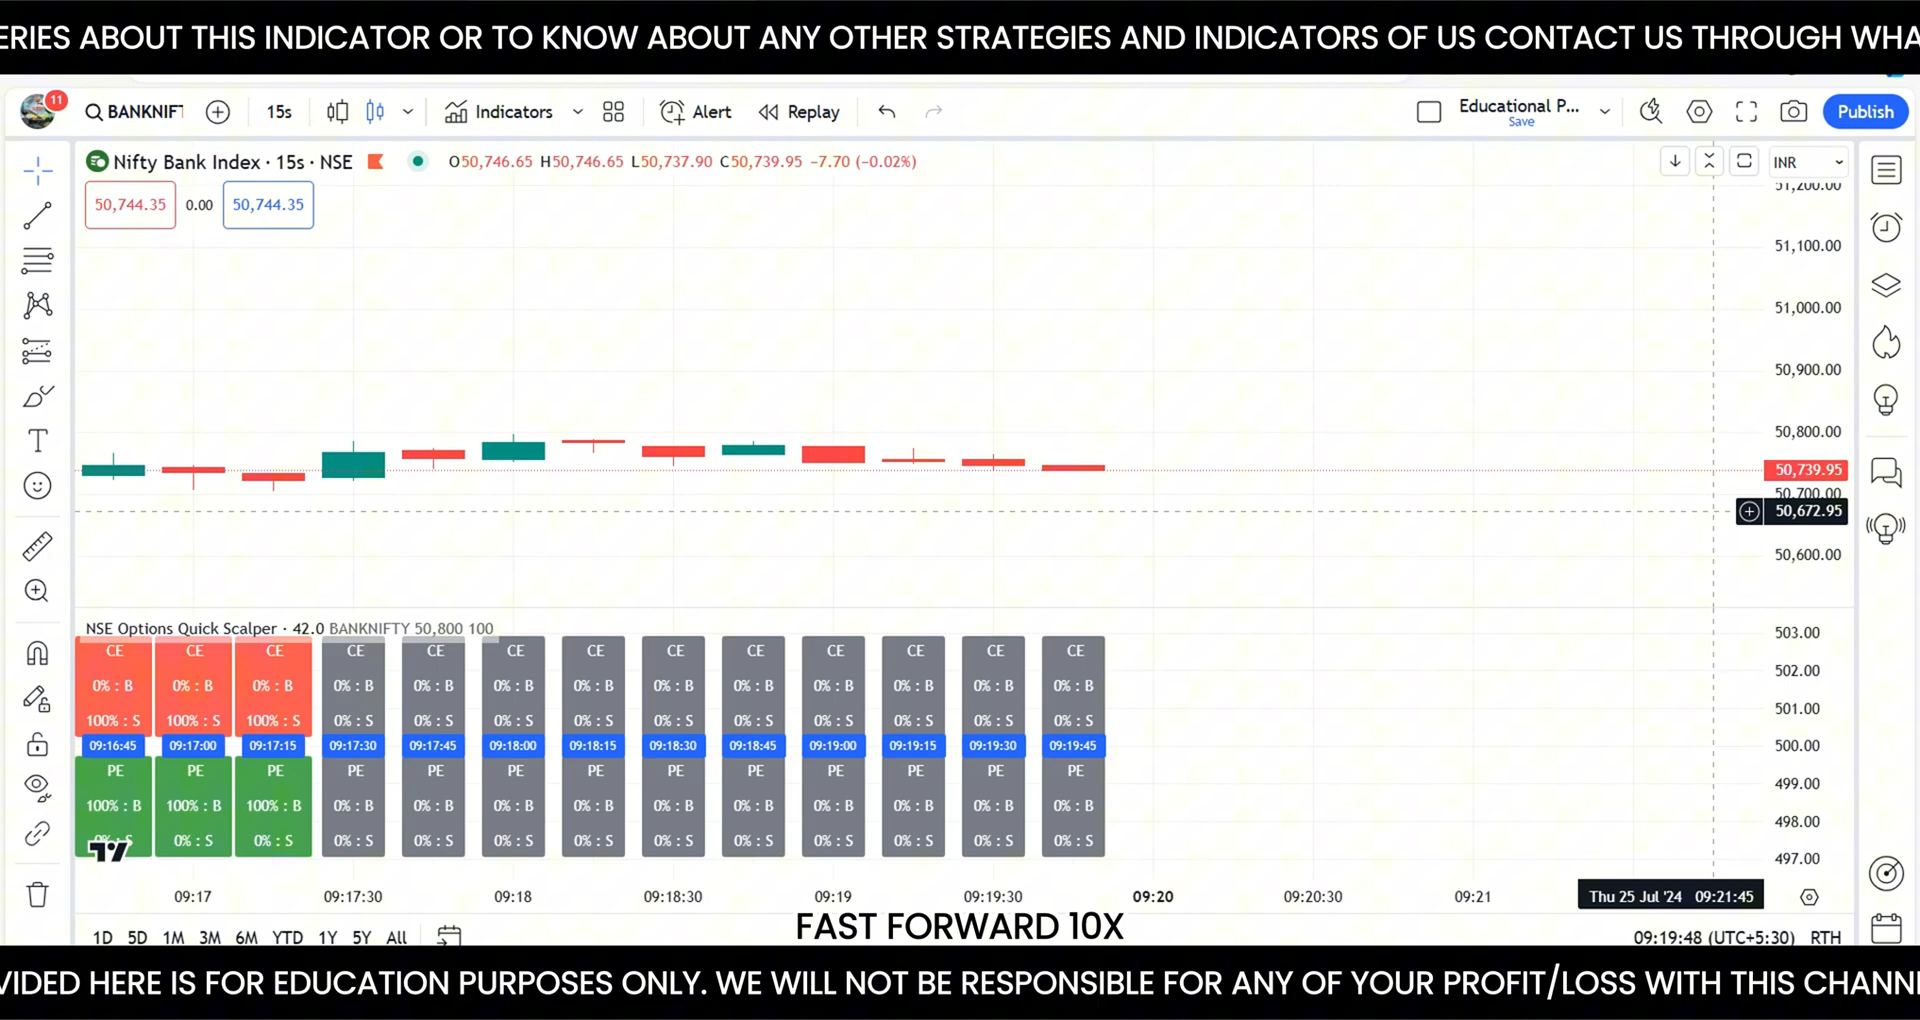 ERIES ABOUT THIS INDICATOR OR TO KNOW ABOUT ANY OTHER STRATEGIES AND INDICATORS OF US CONTACT US THROUGH WHA
11 BANKNIFT 15s Indicators Alert Replay Educational P... Save Publish
Nifty Bank Index · 15s · NSE O50,746.65 H50,746.65 L50,737.90 C50,739.95 −7.70 (−0.02%) INR
50,744.35 0.00 50,744.35
51,200.00
51,100.00
51,000.00
50,900.00
50,800.00
50,739.95
50,700.00
50,672.95
50,600.00
NSE Options Quick Scalper · 42.0 BANKNIFTY 50,800 100
503.00
CE CE CE CE CE CE CE CE CE CE CE CE CE
502.00
0% : B 0% : B 0% : B 0% : B 0% : B 0% : B 0% : B 0% : B 0% : B 0% : B 0% : B 0% : B 0% : B
501.00
100% : S 100% : S 100% : S 0% : S 0% : S 0% : S 0% : S 0% : S 0% : S 0% : S 0% : S 0% : S 0% : S
09:16:45 09:17:00 09:17:15 09:17:30 09:17:45 09:18:00 09:18:15 09:18:30 09:18:45 09:19:00 09:19:15 09:19:30 09:19:45 500.00
PE PE PE PE PE PE PE PE PE PE PE PE PE
499.00
100% : B 100% : B 100% : B 0% : B 0% : B 0% : B 0% : B 0% : B 0% : B 0% : B 0% : B 0% : B 0% : B
498.00
0% : S 0% : S 0% : S 0% : S 0% : S 0% : S 0% : S 0% : S 0% : S 0% : S 0% : S 0% : S 0% : S
497.00
09:17 09:17:30 09:18 09:18:30 09:19 09:19:30 09:20 09:20:30 09:21 Thu 25 Jul '24 09:21:45
FAST FORWARD 10X
1D 5D 1M 3M 6M YTD 1Y 5Y All 09:19:48 (UTC+5:30) RTH
VIDED HERE IS FOR EDUCATION PURPOSES ONLY. WE WILL NOT BE RESPONSIBLE FOR ANY OF YOUR PROFIT/LOSS WITH THIS CHANN